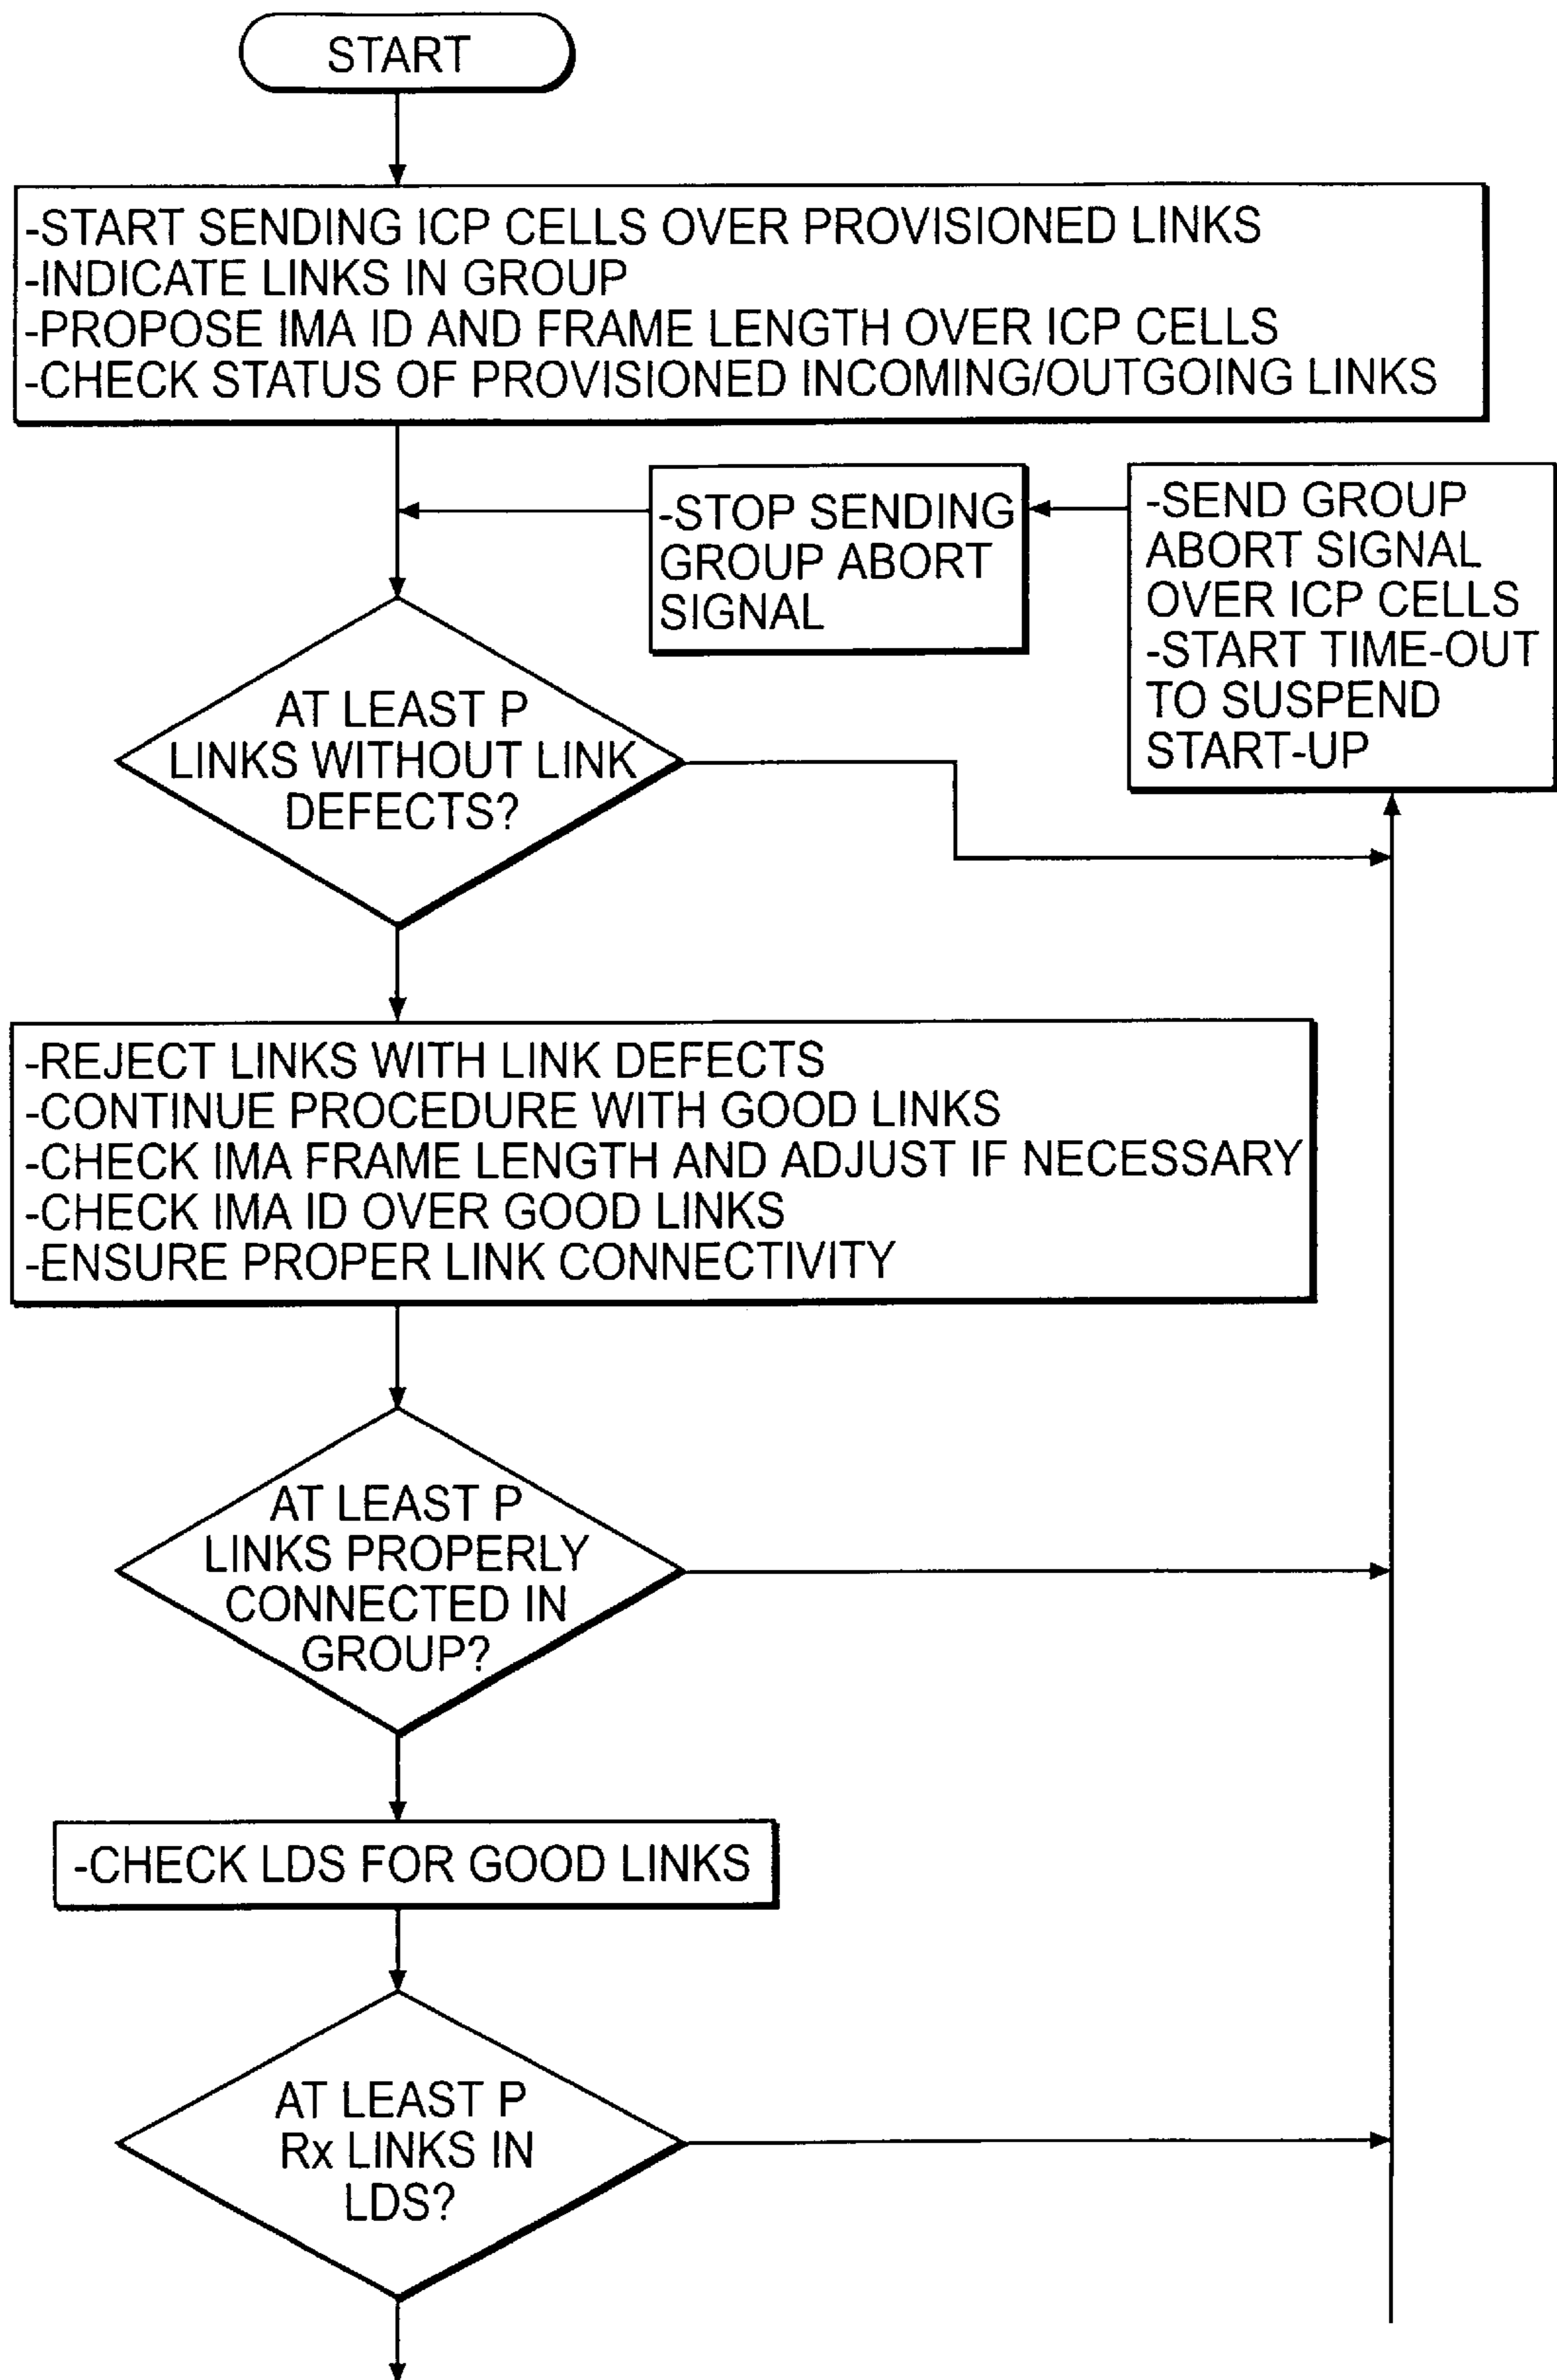 START
-START SENDING ICP CELLS OVER PROVISIONED LINKS
-INDICATE LINKS IN GROUP
-PROPOSE IMA ID AND FRAME LENGTH OVER ICP CELLS
-CHECK STATUS OF PROVISIONED INCOMING/OUTGOING LINKS
-STOP SENDING
GROUP ABORT
SIGNAL
-SEND GROUP
ABORT SIGNAL
OVER ICP CELLS
-START TIME-OUT
TO SUSPEND
START-UP
AT LEAST P
LINKS WITHOUT LINK
DEFECTS?
-REJECT LINKS WITH LINK DEFECTS
-CONTINUE PROCEDURE WITH GOOD LINKS
-CHECK IMA FRAME LENGTH AND ADJUST IF NECESSARY
-CHECK IMA ID OVER GOOD LINKS
-ENSURE PROPER LINK CONNECTIVITY
AT LEAST P
LINKS PROPERLY
CONNECTED IN
GROUP?
-CHECK LDS FOR GOOD LINKS
AT LEAST P
Rx LINKS IN
LDS?